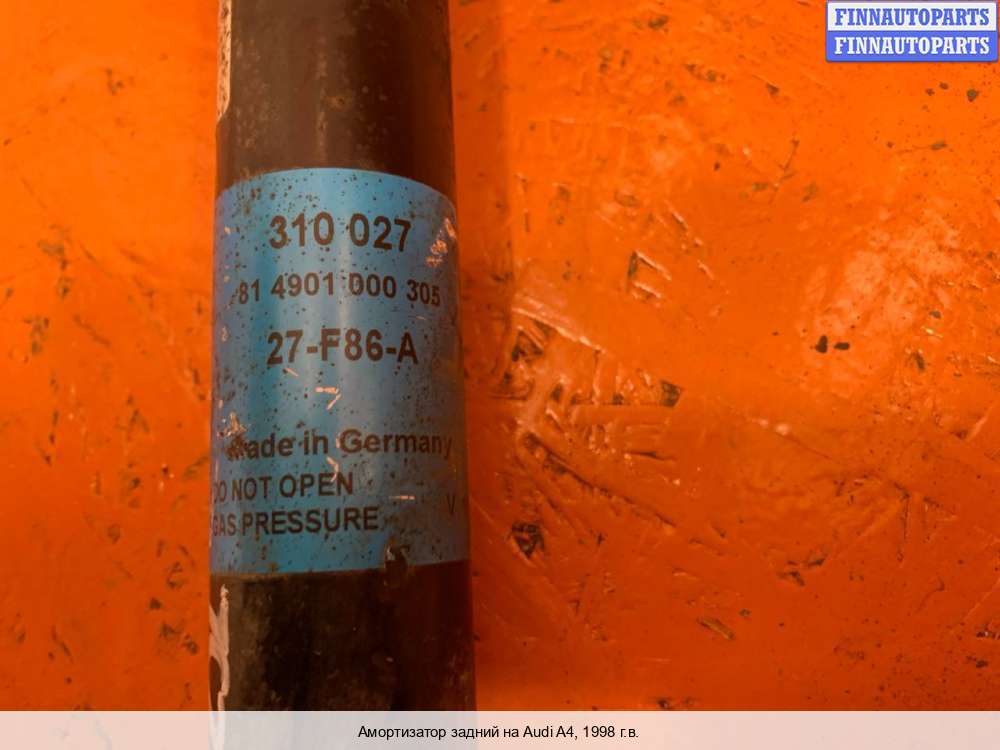 FINNAUTOPARTS
FINNAUTOPARTS
310 027
81 4901 000 305
27-F86-A
Made in Germany
DO NOT OPEN
GAS PRESSURE
V
Амортизатор задний на Audi A4, 1998 г.в.